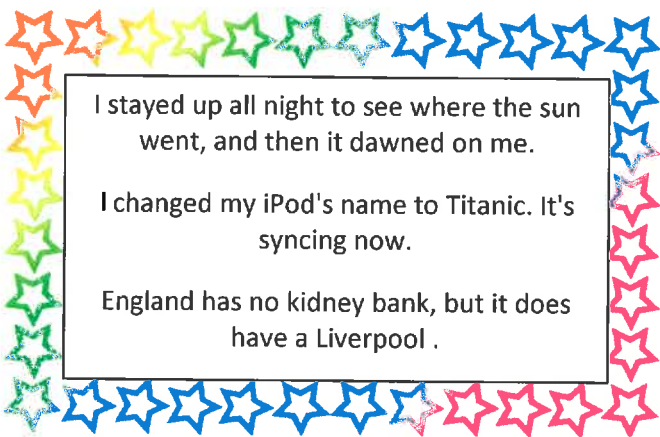 I stayed up all night to see where the sun
went, and then it dawned on me.
I changed my iPod's name to Titanic. It's
syncing now.
England has no kidney bank, but it does
have a Liverpool .